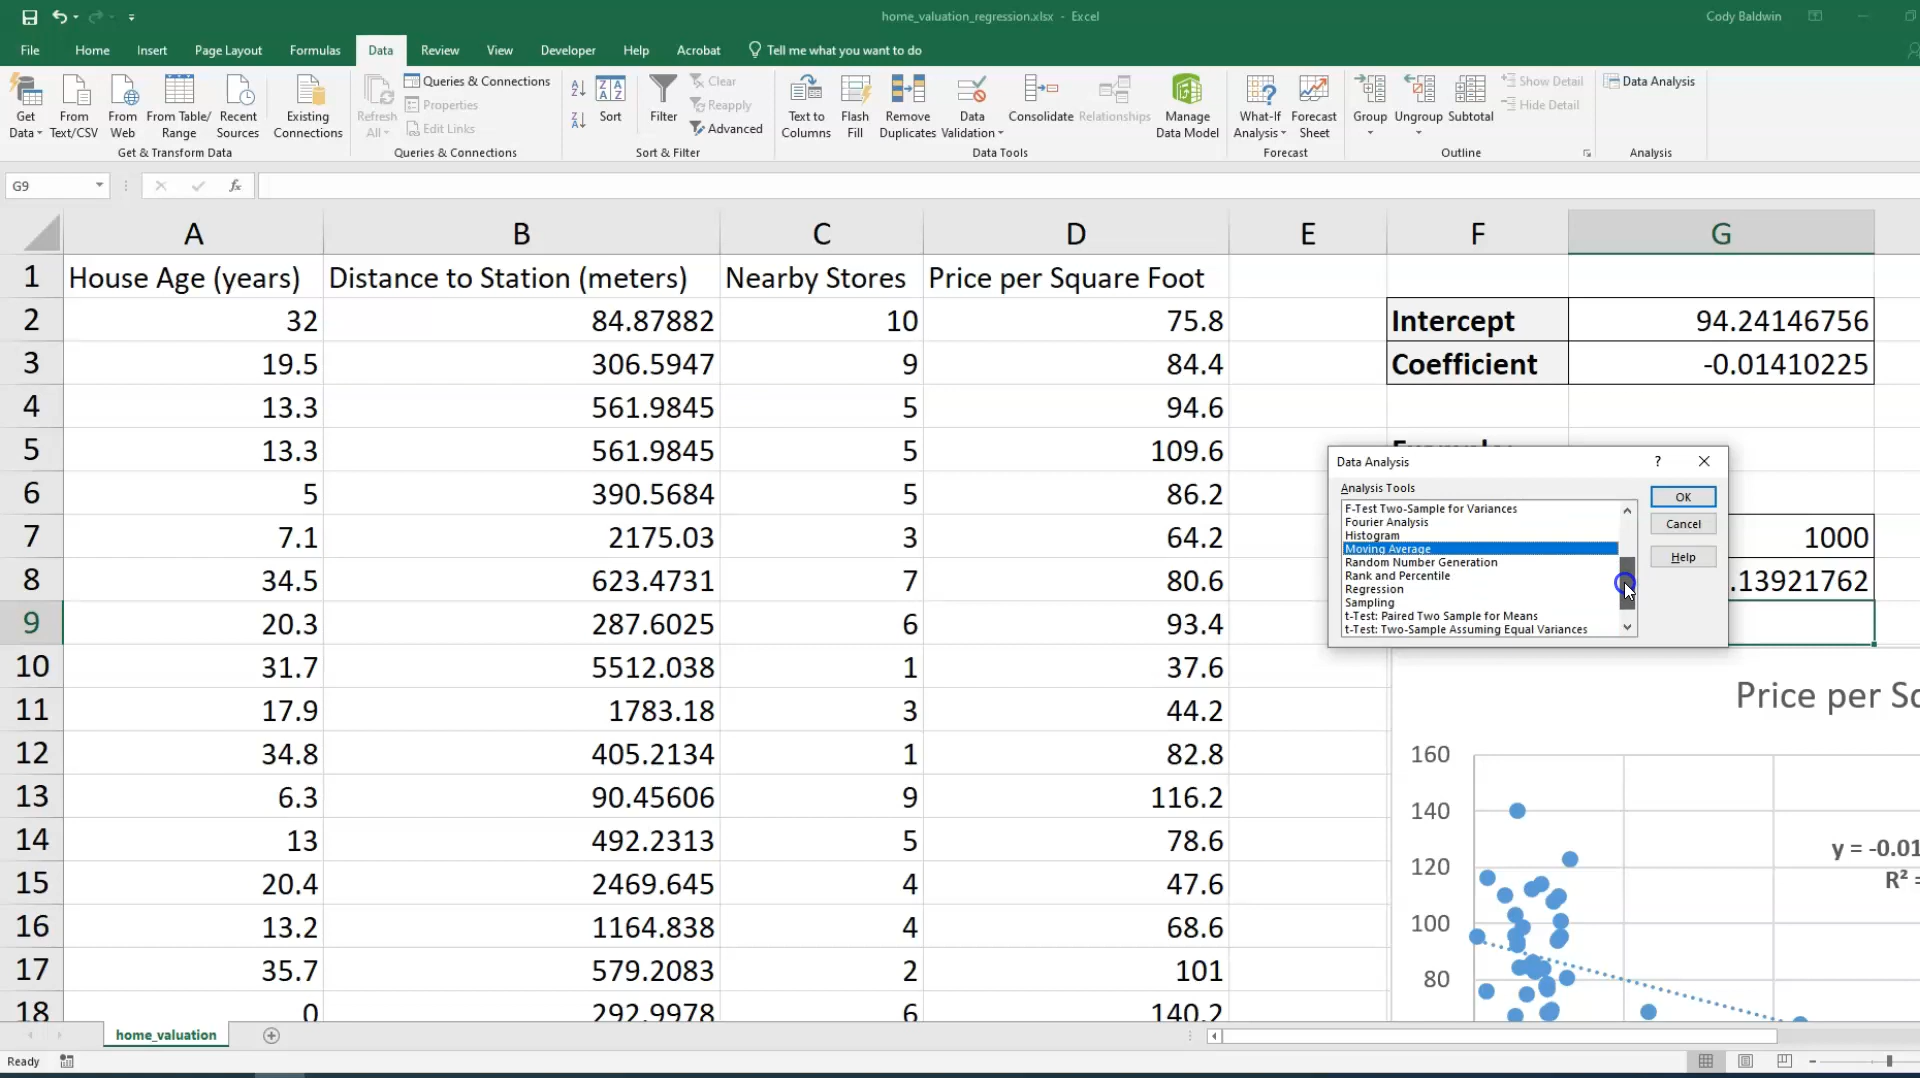 home_valuation_regression.xlsx - Excel
Cody Baldwin
File Home Insert Page Layout Formulas Data Review View Developer Help Acrobat Tell me what you want to do
Get Data
From Text/CSV
From Web
From Table/ Range
Recent Sources
Existing Connections
Get & Transform Data
Refresh All
Queries & Connections
Properties
Edit Links
Queries & Connections
Sort
Filter
Clear
Reapply
Advanced
Sort & Filter
Text to Columns
Flash Fill
Remove Duplicates
Data Validation
Consolidate
Relationships
Manage Data Model
Data Tools
What-If Analysis
Forecast Sheet
Forecast
Group
Ungroup
Subtotal
Show Detail
Hide Detail
Outline
Data Analysis
Analysis
G9
fx
A B C D E F G
1 House Age (years) Distance to Station (meters) Nearby Stores Price per Square Foot
2 32 84.87882 10 75.8 Intercept 94.24146756
3 19.5 306.5947 9 84.4 Coefficient -0.01410225
4 13.3 561.9845 5 94.6
5 13.3 561.9845 5 109.6
6 5 390.5684 5 86.2
7 7.1 2175.03 3 64.2 1000
8 34.5 623.4731 7 80.6 .13921762
9 20.3 287.6025 6 93.4
10 31.7 5512.038 1 37.6
11 17.9 1783.18 3 44.2
12 34.8 405.2134 1 82.8
13 6.3 90.45606 9 116.2
14 13 492.2313 5 78.6
15 20.4 2469.645 4 47.6
16 13.2 1164.838 4 68.6
17 35.7 579.2083 2 101
18 0 292.9978 6 140.2
Data Analysis
?
Analysis Tools
F-Test Two-Sample for Variances
Fourier Analysis
Histogram
Moving Average
Random Number Generation
Rank and Percentile
Regression
Sampling
t-Test: Paired Two Sample for Means
t-Test: Two-Sample Assuming Equal Variances
OK
Cancel
Help
Price per Sq
160
140
120
100
80
y = -0.01
R² =
home_valuation
Ready